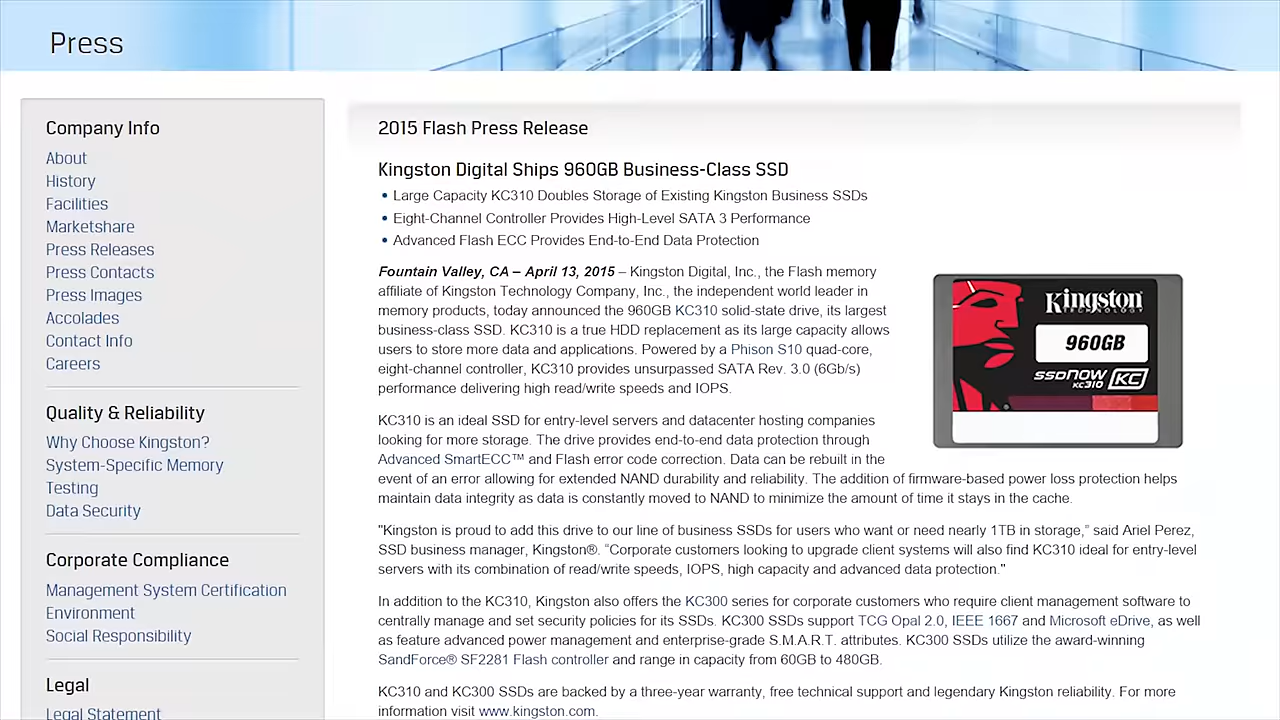 Press
Company Info
About
History
Facilities
Marketshare
Press Releases
Press Contacts
Press Images
Accolades
Contact Info
Careers
Quality & Reliability
Why Choose Kingston?
System-Specific Memory
Testing
Data Security
Corporate Compliance
Management System Certification
Environment
Social Responsibility
Legal
Legal Statement
2015 Flash Press Release
Kingston Digital Ships 960GB Business-Class SSD
• Large Capacity KC310 Doubles Storage of Existing Kingston Business SSDs
• Eight-Channel Controller Provides High-Level SATA 3 Performance
• Advanced Flash ECC Provides End-to-End Data Protection
Fountain Valley, CA – April 13, 2015 – Kingston Digital, Inc., the Flash memory
affiliate of Kingston Technology Company, Inc., the independent world leader in
memory products, today announced the 960GB KC310 solid-state drive, its largest
business-class SSD. KC310 is a true HDD replacement as its large capacity allows
users to store more data and applications. Powered by a Phison S10 quad-core,
eight-channel controller, KC310 provides unsurpassed SATA Rev. 3.0 (6Gb/s)
performance delivering high read/write speeds and IOPS.
Kingston
TECHNOLOGY
960GB
SSDNOW
KC310
KC
KC310 is an ideal SSD for entry-level servers and datacenter hosting companies
looking for more storage. The drive provides end-to-end data protection through
Advanced SmartECC™ and Flash error code correction. Data can be rebuilt in the
event of an error allowing for extended NAND durability and reliability. The addition of firmware-based power loss protection helps
maintain data integrity as data is constantly moved to NAND to minimize the amount of time it stays in the cache.
"Kingston is proud to add this drive to our line of business SSDs for users who want or need nearly 1TB in storage,” said Ariel Perez,
SSD business manager, Kingston®. “Corporate customers looking to upgrade client systems will also find KC310 ideal for entry-level
servers with its combination of read/write speeds, IOPS, high capacity and advanced data protection."
In addition to the KC310, Kingston also offers the KC300 series for corporate customers who require client management software to
centrally manage and set security policies for its SSDs. KC300 SSDs support TCG Opal 2.0, IEEE 1667 and Microsoft eDrive, as well
as feature advanced power management and enterprise-grade S.M.A.R.T. attributes. KC300 SSDs utilize the award-winning
SandForce® SF2281 Flash controller and range in capacity from 60GB to 480GB.
KC310 and KC300 SSDs are backed by a three-year warranty, free technical support and legendary Kingston reliability. For more
information visit www.kingston.com.